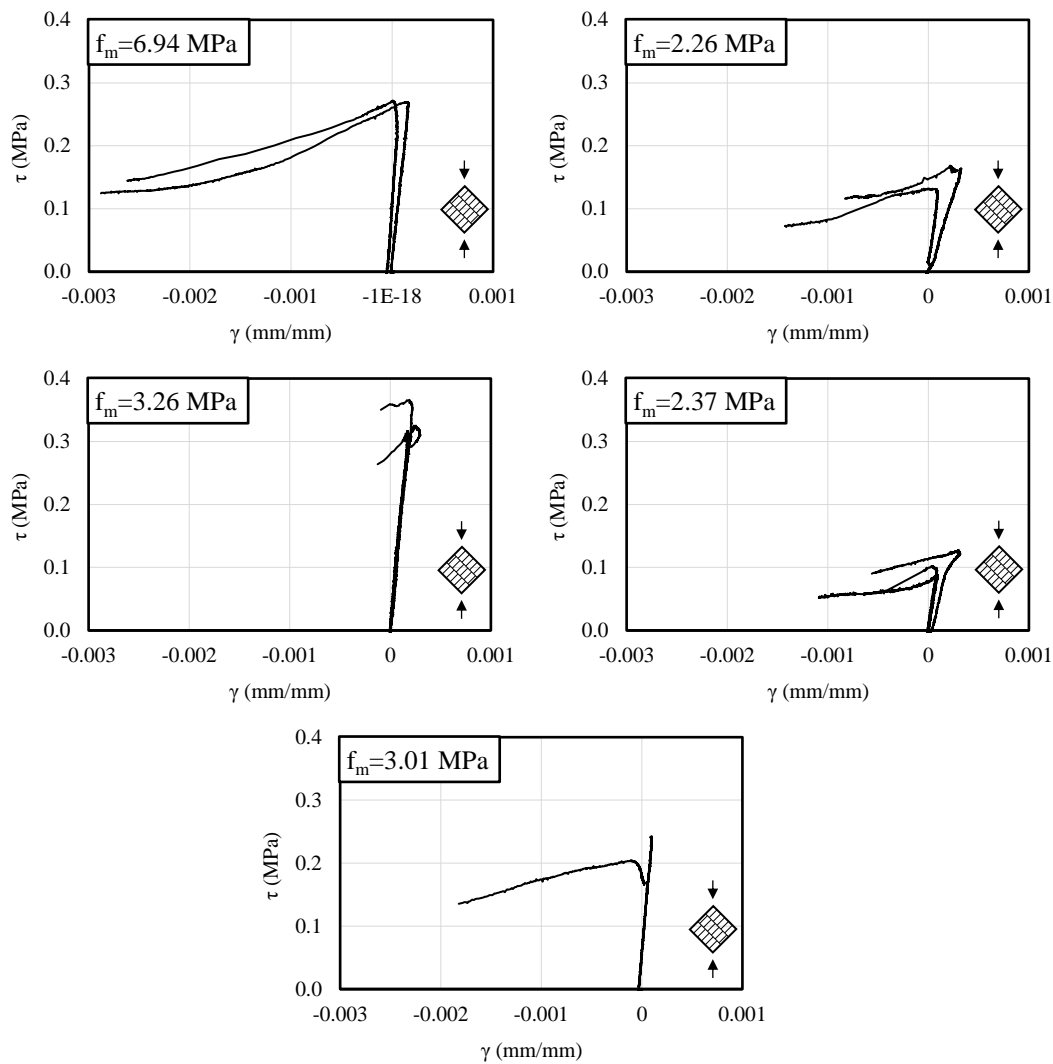 f_m=6.94 MPa
τ (MPa)
0.4
0.3
0.2
0.1
0.0
-0.003 -0.002 -0.001 -1E-18 0.001
γ (mm/mm)
f_m=2.26 MPa
τ (MPa)
0.4
0.3
0.2
0.1
0.0
-0.003 -0.002 -0.001 0 0.001
γ (mm/mm)
f_m=3.26 MPa
τ (MPa)
0.4
0.3
0.2
0.1
0.0
-0.003 -0.002 -0.001 0 0.001
γ (mm/mm)
f_m=2.37 MPa
τ (MPa)
0.4
0.3
0.2
0.1
0.0
-0.003 -0.002 -0.001 0 0.001
γ (mm/mm)
f_m=3.01 MPa
τ (MPa)
0.4
0.3
0.2
0.1
0.0
-0.003 -0.002 -0.001 0 0.001
γ (mm/mm)